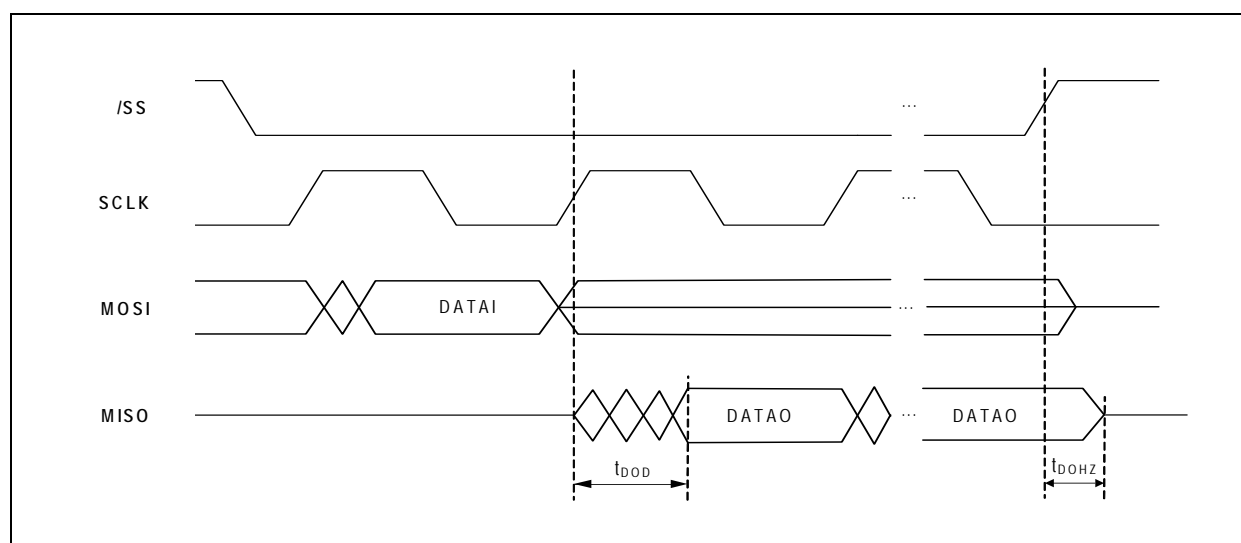 /SS
...
SCLK
...
MOSI
DATAI
...
MISO
DATAO
...
DATAO
tDOD
tDOHZ